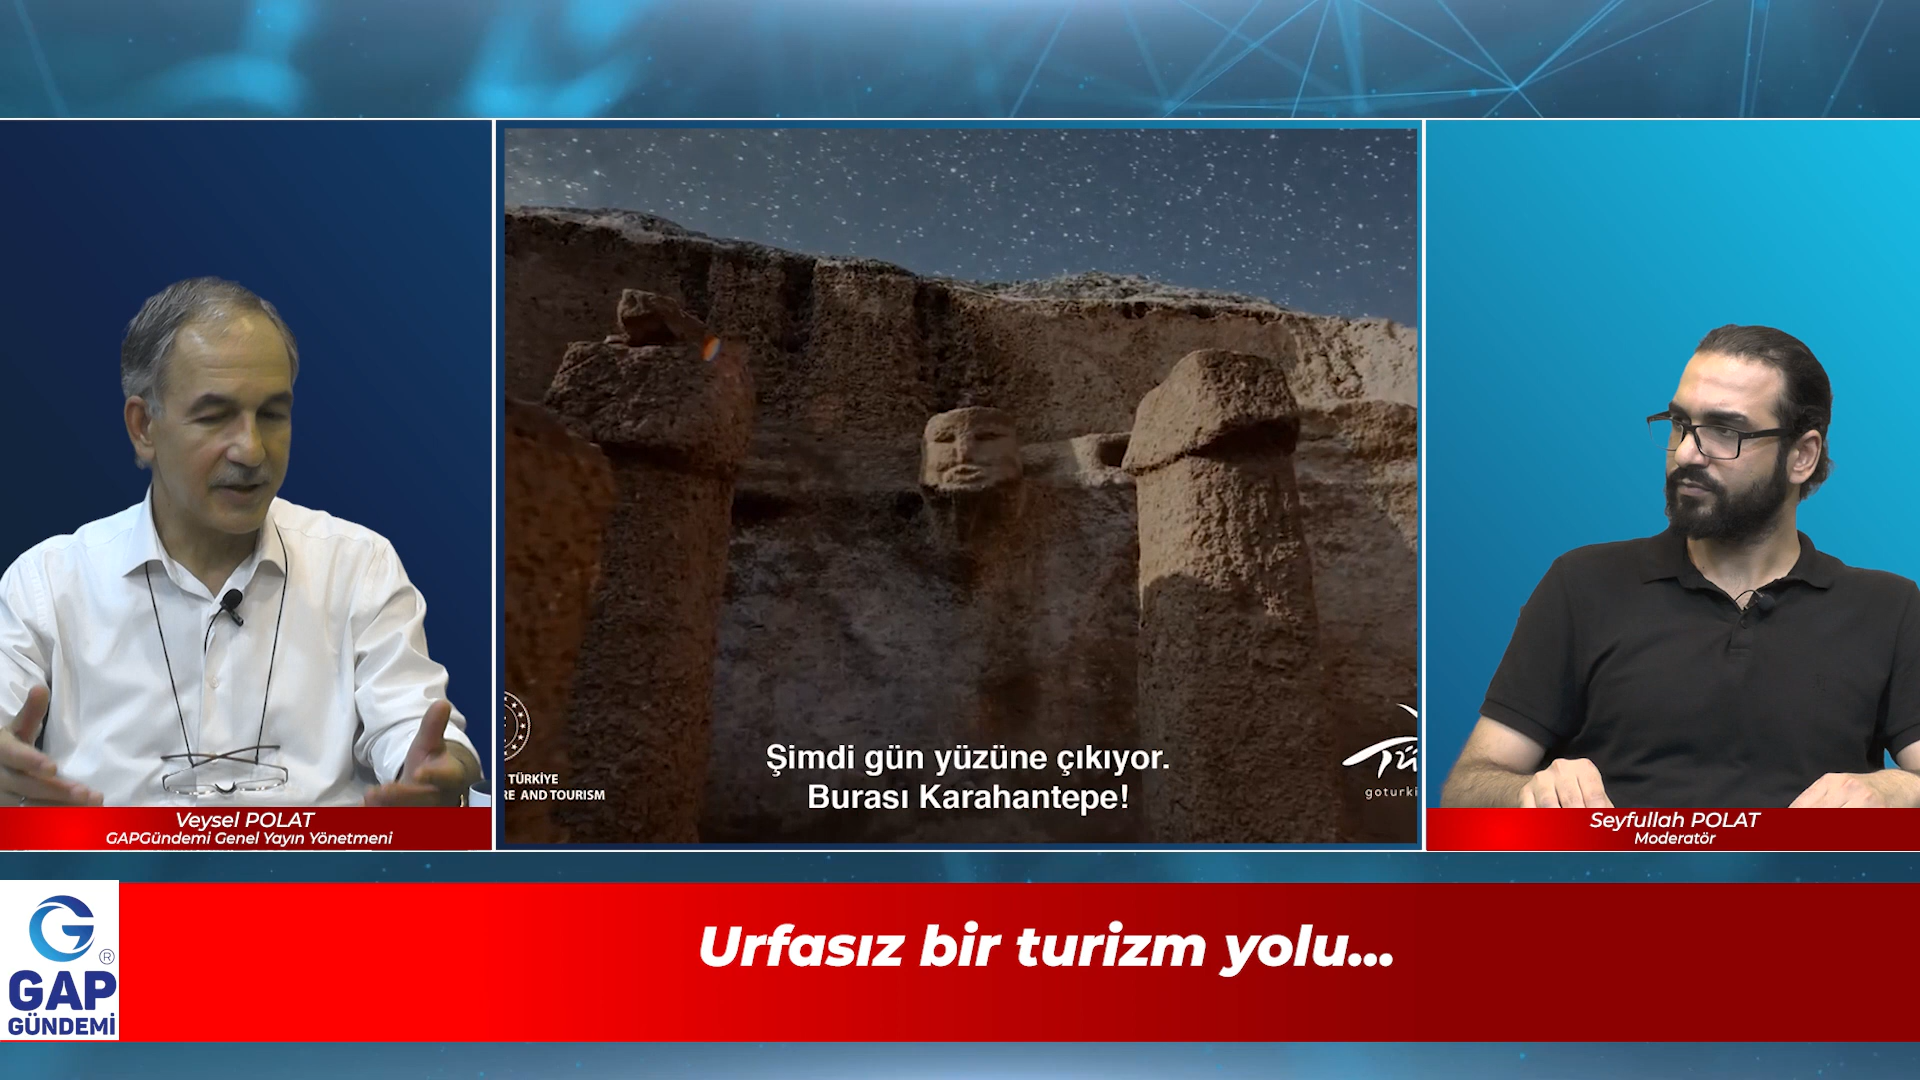 Şimdi gün yüzüne çıkıyor.
Burası Karahantepe!
TÜRKİYE
AND TOURISM
goturki
Veysel POLAT
GAPGündemi Genel Yayın Yönetmeni
Seyfullah POLAT
Moderatör
Urfasız bir turizm yolu...
G®
GAP
GÜNDEMİ